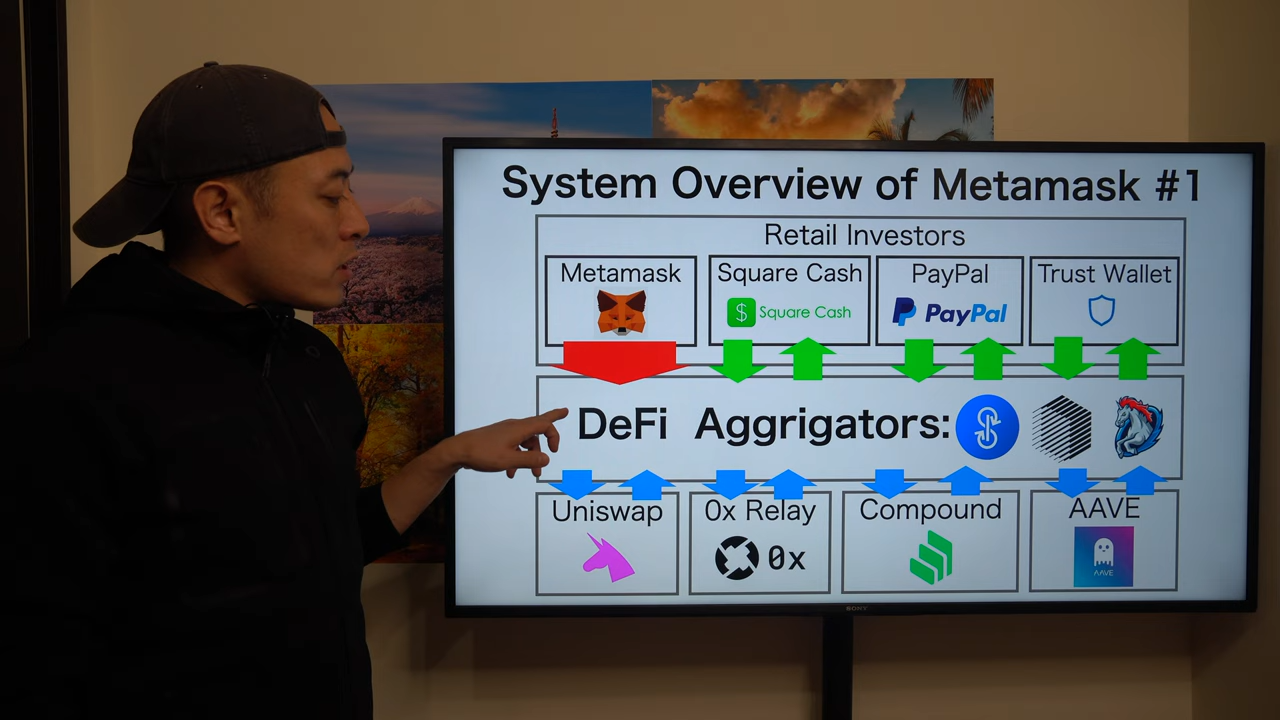 System Overview of Metamask #1
Retail Investors
Metamask
Square Cash
PayPal
Trust Wallet
$ Square Cash
PayPal
DeFi Aggrigators:
Uniswap
0x Relay
Compound
AAVE
0x
AAVE
SONY